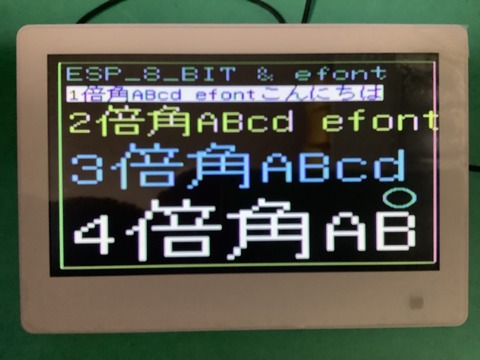 ESP_8_BIT & efont
1倍角ABcd efontこんにちは
2倍角ABcd efont
3倍角ABcd
4倍角AB